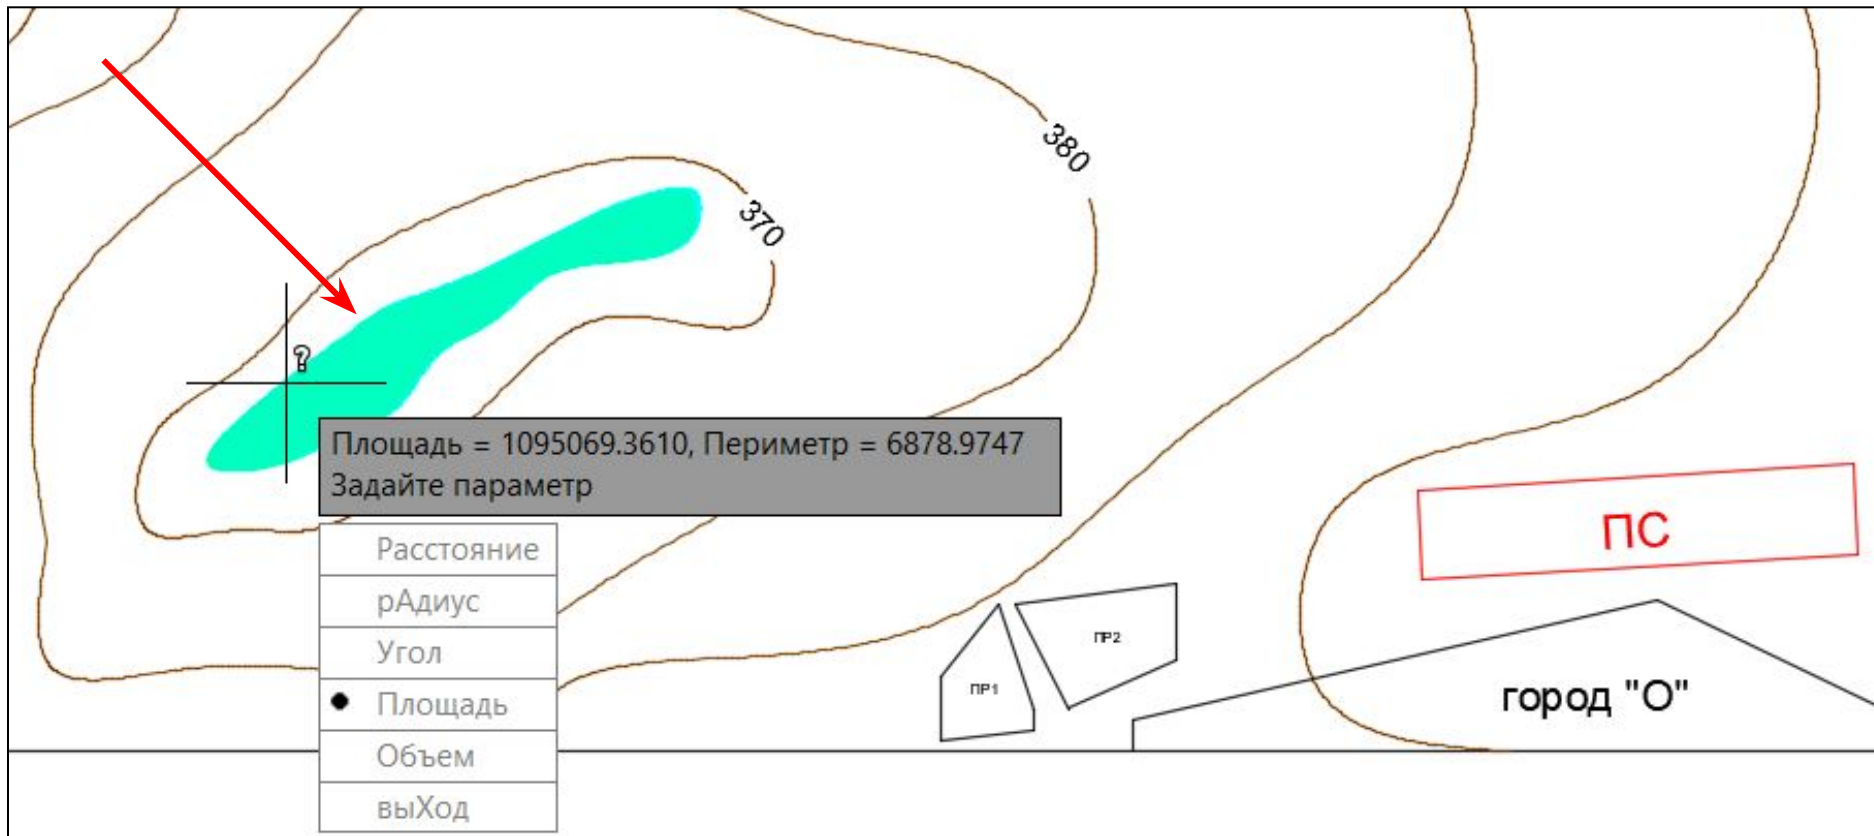 380
370
?
Площадь = 1095069.3610, Периметр = 6878.9747
Задайте параметр
Расстояние
рАдиус
Угол
Площадь
Объем
выХод
ПС
ПР2
ПР1
город "О"